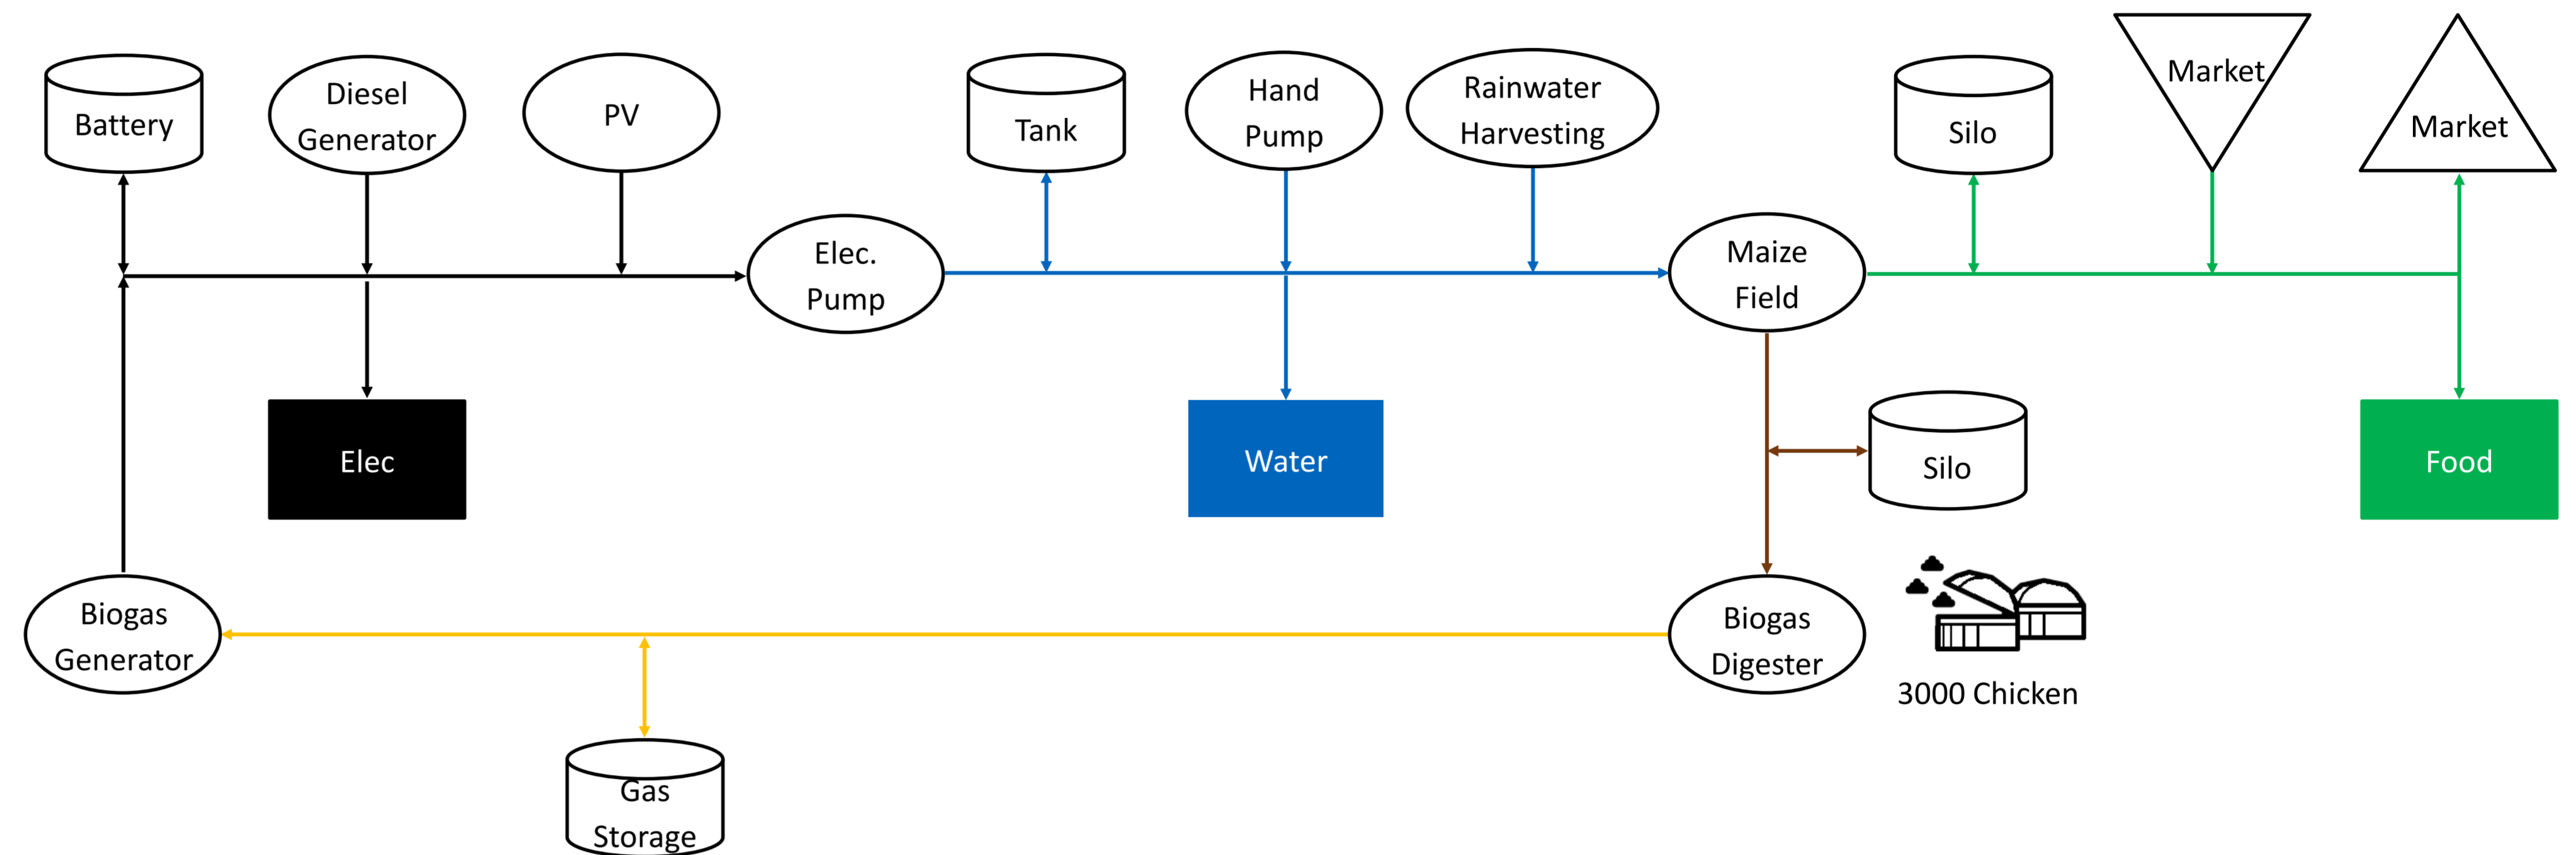 Battery
Diesel
Generator
PV
Tank
Hand
Pump
Rainwater
Harvesting
Silo
Market
Market
Elec.
Pump
Maize
Field
Elec
Water
Silo
Food
Biogas
Generator
Biogas
Digester
3000 Chicken
Gas
Storage